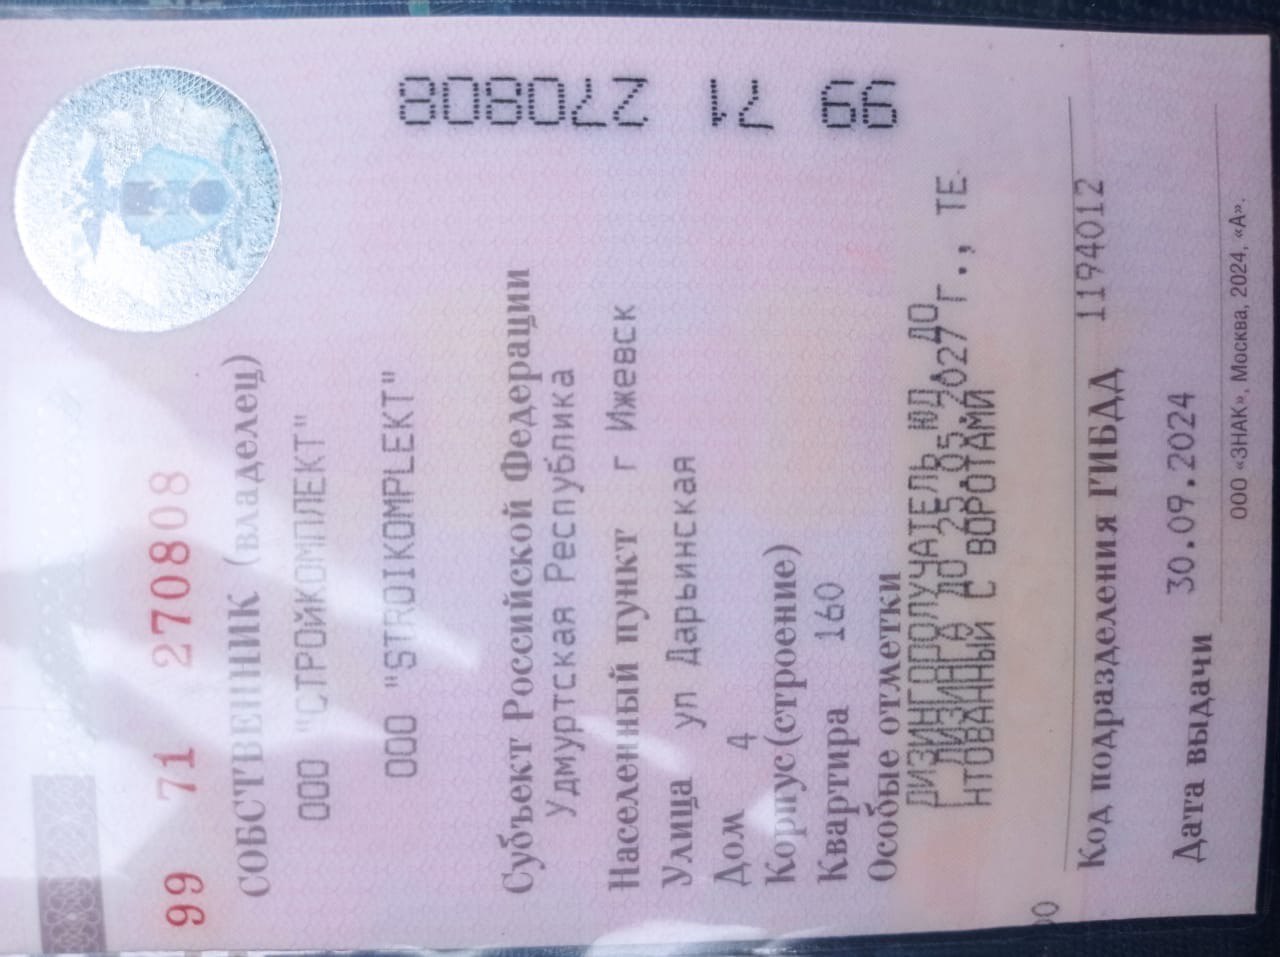 99 71 270808
СОБСТВЕННИК (владелец)
ООО "СТРОйКОМПЛЕКТ"
ООО "STROIKOMPLEKT"
Субъект Российской Федерации
Удмуртская Республика
Населенный пункт г Ижевск
Улица ул Дарьинская
Дом 4
Корпус (строение)
Квартира 160
Особые отметки
ЛИЗИНГОПОЛУЧАТЕЛЬ ЮЛ ДО
ЛИЗИНГА ДО 25.05.2027 Г., ТЕ
НТОВАННЫЙ С ВОРОТАМИ
Код подразделения ГИБДД 1194012
Дата выдачи 30.09.2024
ООО «ЗНАК», Москва, 2024, «А».
99 71 270808